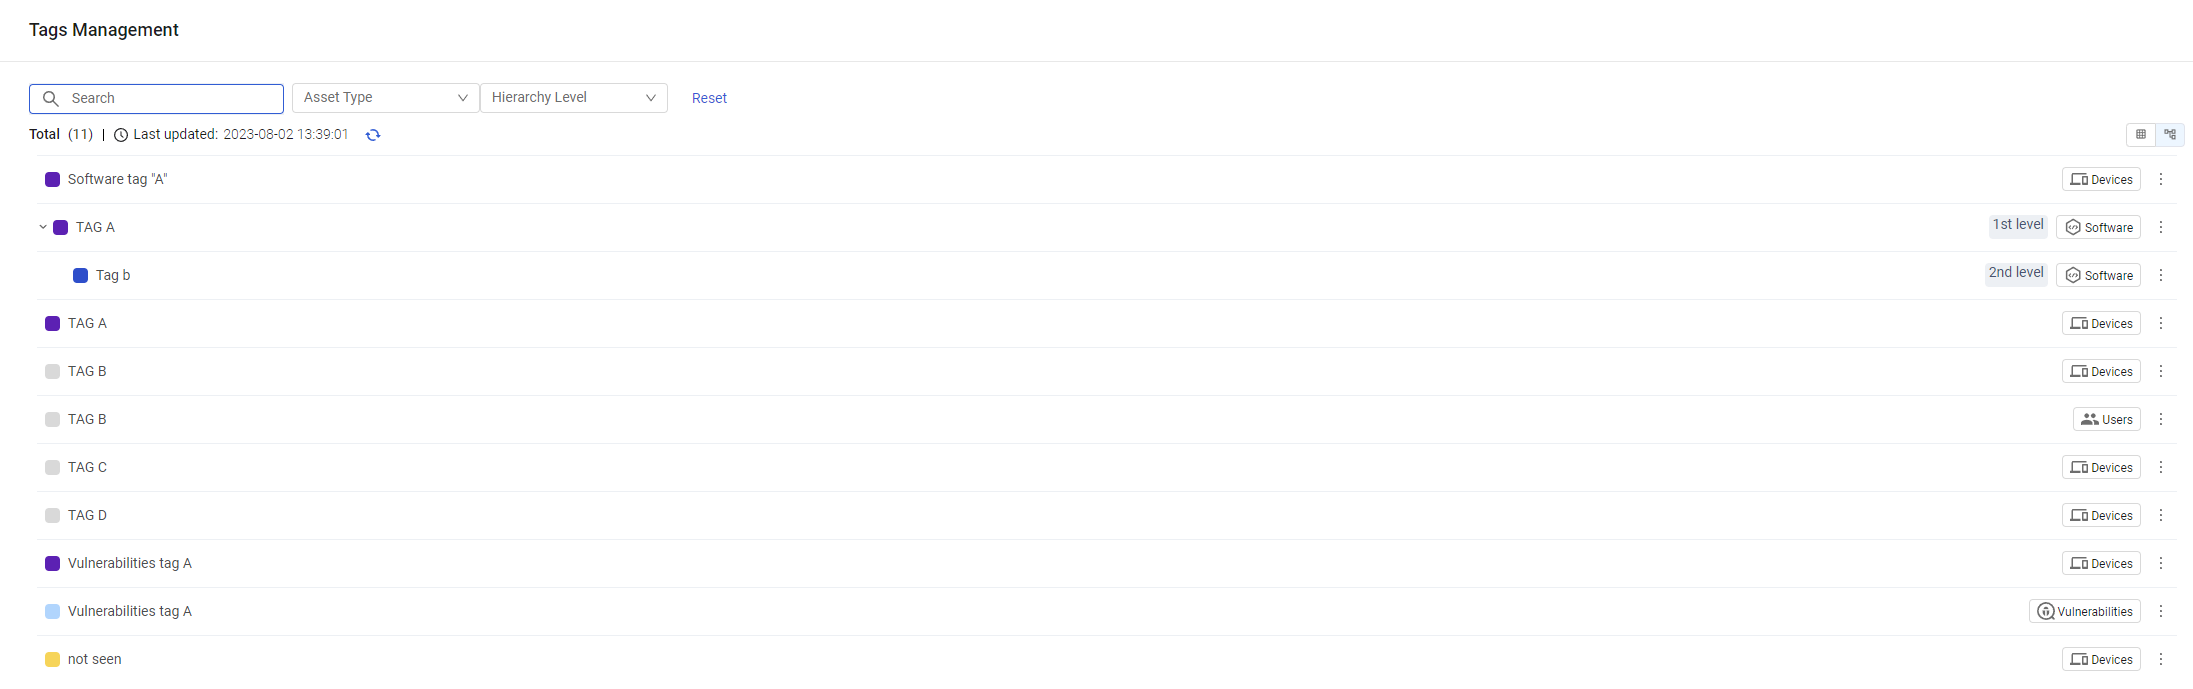 Tags Management
Search Asset Type Hierarchy Level Reset
Total (11) | Last updated: 2023-08-02 13:39:01
Software tag "A" Devices
TAG A 1st level Software
Tag b 2nd level Software
TAG A Devices
TAG B Devices
TAG B Users
TAG C Devices
TAG D Devices
Vulnerabilities tag A Devices
Vulnerabilities tag A Vulnerabilities
not seen Devices